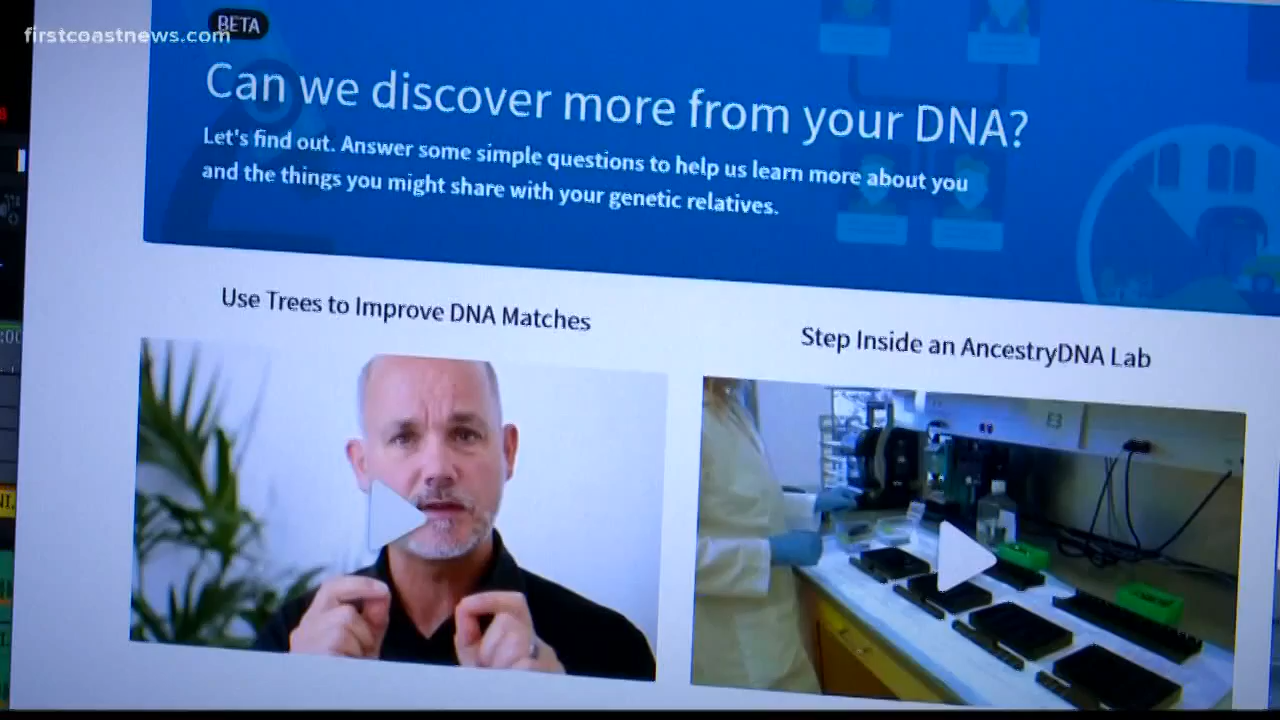 firstcoastnews.com
BETA
Can we discover more from your DNA?
Let's find out. Answer some simple questions to help us learn more about you
and the things you might share with your genetic relatives.
Use Trees to Improve DNA Matches
Step Inside an AncestryDNA Lab